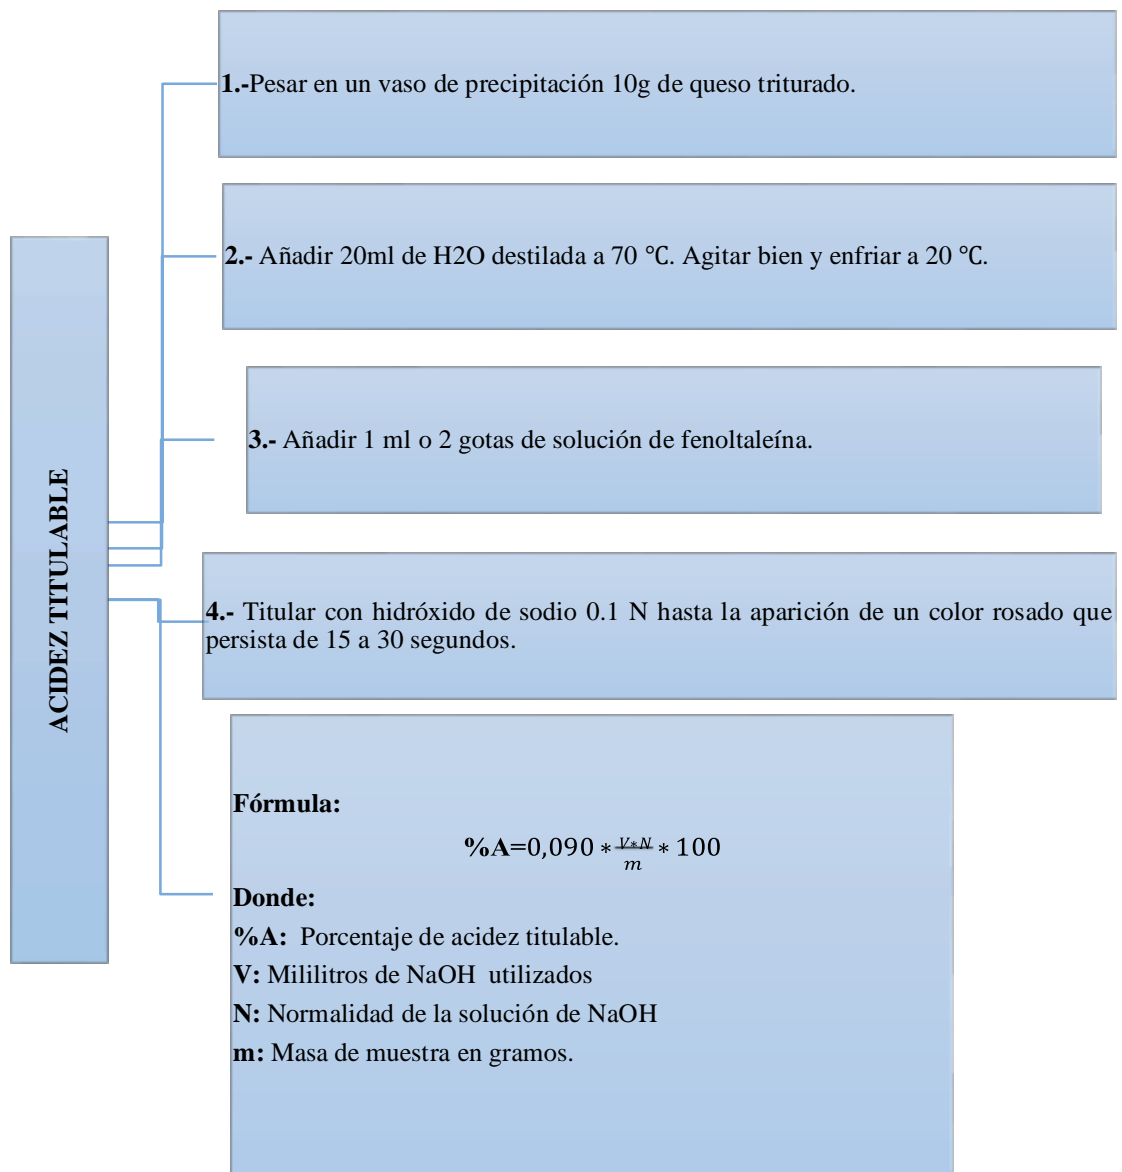 ACIDEZ TITULABLE
1.-Pesar en un vaso de precipitación 10g de queso triturado.
2.- Añadir 20ml de H2O destilada a 70 °C. Agitar bien y enfriar a 20 °C.
3.- Añadir 1 ml o 2 gotas de solución de fenoltaleína.
4.- Titular con hidróxido de sodio 0.1 N hasta la aparición de un color rosado que
persista de 15 a 30 segundos.
Fórmula:
%A=0,090 * V*N/m * 100
Donde:
%A: Porcentaje de acidez titulable.
V: Mililitros de NaOH utilizados
N: Normalidad de la solución de NaOH
m: Masa de muestra en gramos.